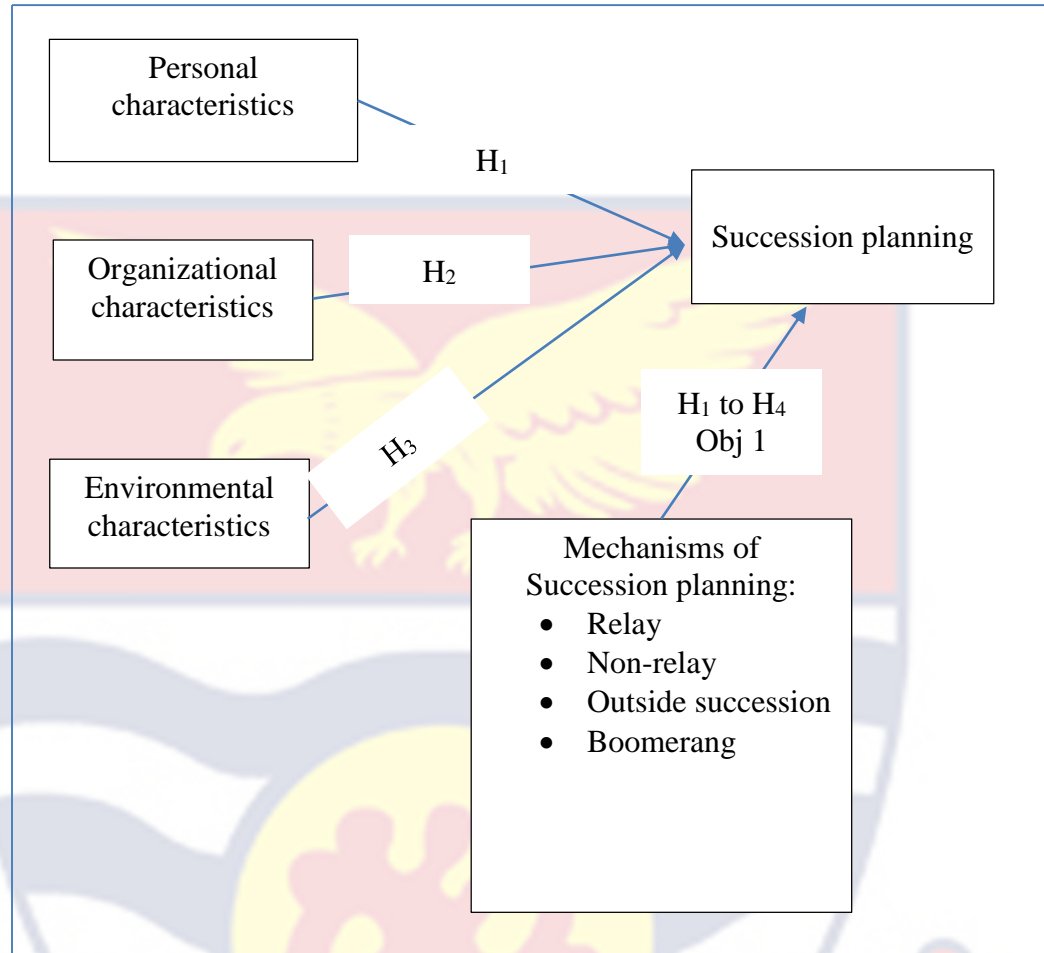 Personal
characteristics
H₁
Succession planning
Organizational
characteristics
H₂
H₃
H₁ to H₄
Obj 1
Environmental
characteristics
Mechanisms of
Succession planning:
• Relay
• Non-relay
• Outside succession
• Boomerang